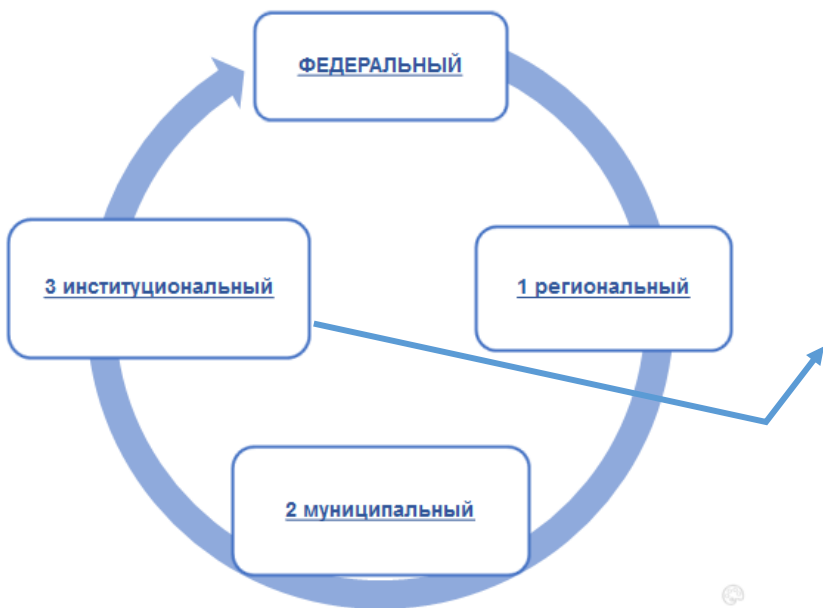 ФЕДЕРАЛЬНЫЙ
1 региональный
2 муниципальный
3 институциональный